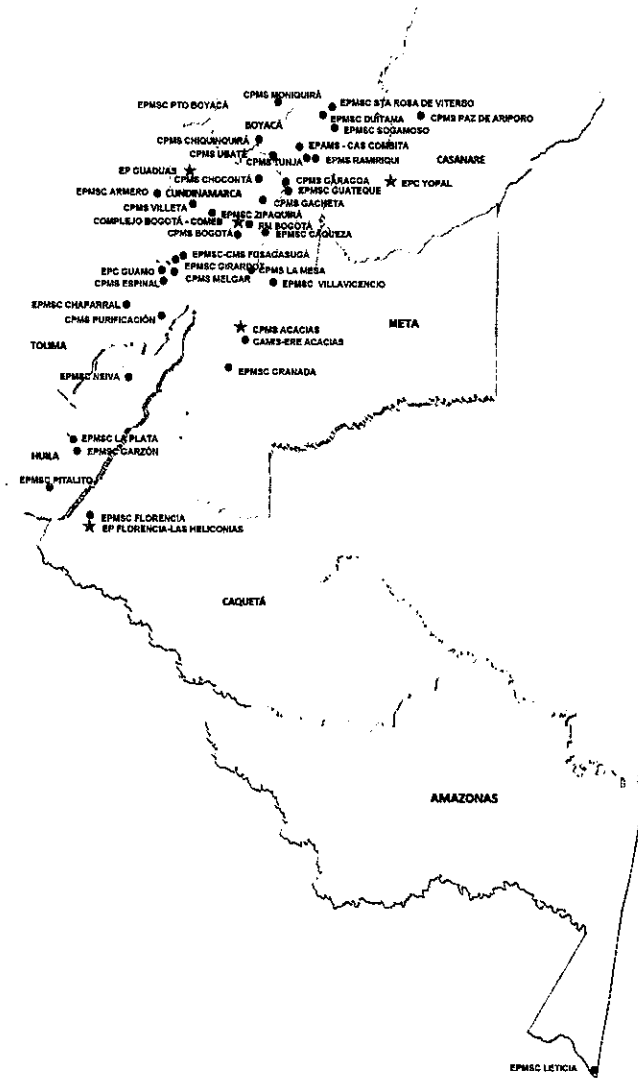 CPMS MONIQUIRÁ
EPMSC PTO BOYACÁ
EPMSC STA ROSA DE VITERBO
EPMSC DUITAMA
CPMS PAZ DE ARIPORO
BOYACÁ
EPMSC SOGAMOSO
CPMS CHIQUINQUIRÁ
EPAMS - CAS COMBITA
CPMS UBATÉ
CPMS TUNJA
EPMS RAMIRIQUI
CASANARE
EP GUADUAS
CPMS CHOCONTÁ
CPMS GARAGOA
EPC YOPAL
EPMSC ARMERO
CUNDINAMARCA
EPMSC GUATEQUE
CPMS VILLETA
CPMS GACHETA
EPMSC ZIPAQUIRÁ
COMPLEJO BOGOTÁ - COMEB
RM BOGOTÁ
CPMS BOGOTÁ
EPMSC CAQUEZA
EPMSC-CMS FUSAGASUGÁ
EPC GUAMO
EPMSC GIRARDOT
CPMS LA MESA
CPMS ESPINAL
CPMS MELGAR
EPMSC VILLAVICENCIO
EPMSC CHAPARRAL
CPMS PURIFICACIÓN
CPMS ACACIAS
META
TOLIMA
CAMIS-ERE ACACIAS
EPMSC NEIVA
EPMSC GRANADA
EPMSC LA PLATA
HUILA
EPMSC GARZÓN
EPMSC PITALITO
EPMSC FLORENCIA
EP FLORENCIA-LAS HELICONIAS
CAQUETÁ
AMAZONAS
EPMSC LETICIA